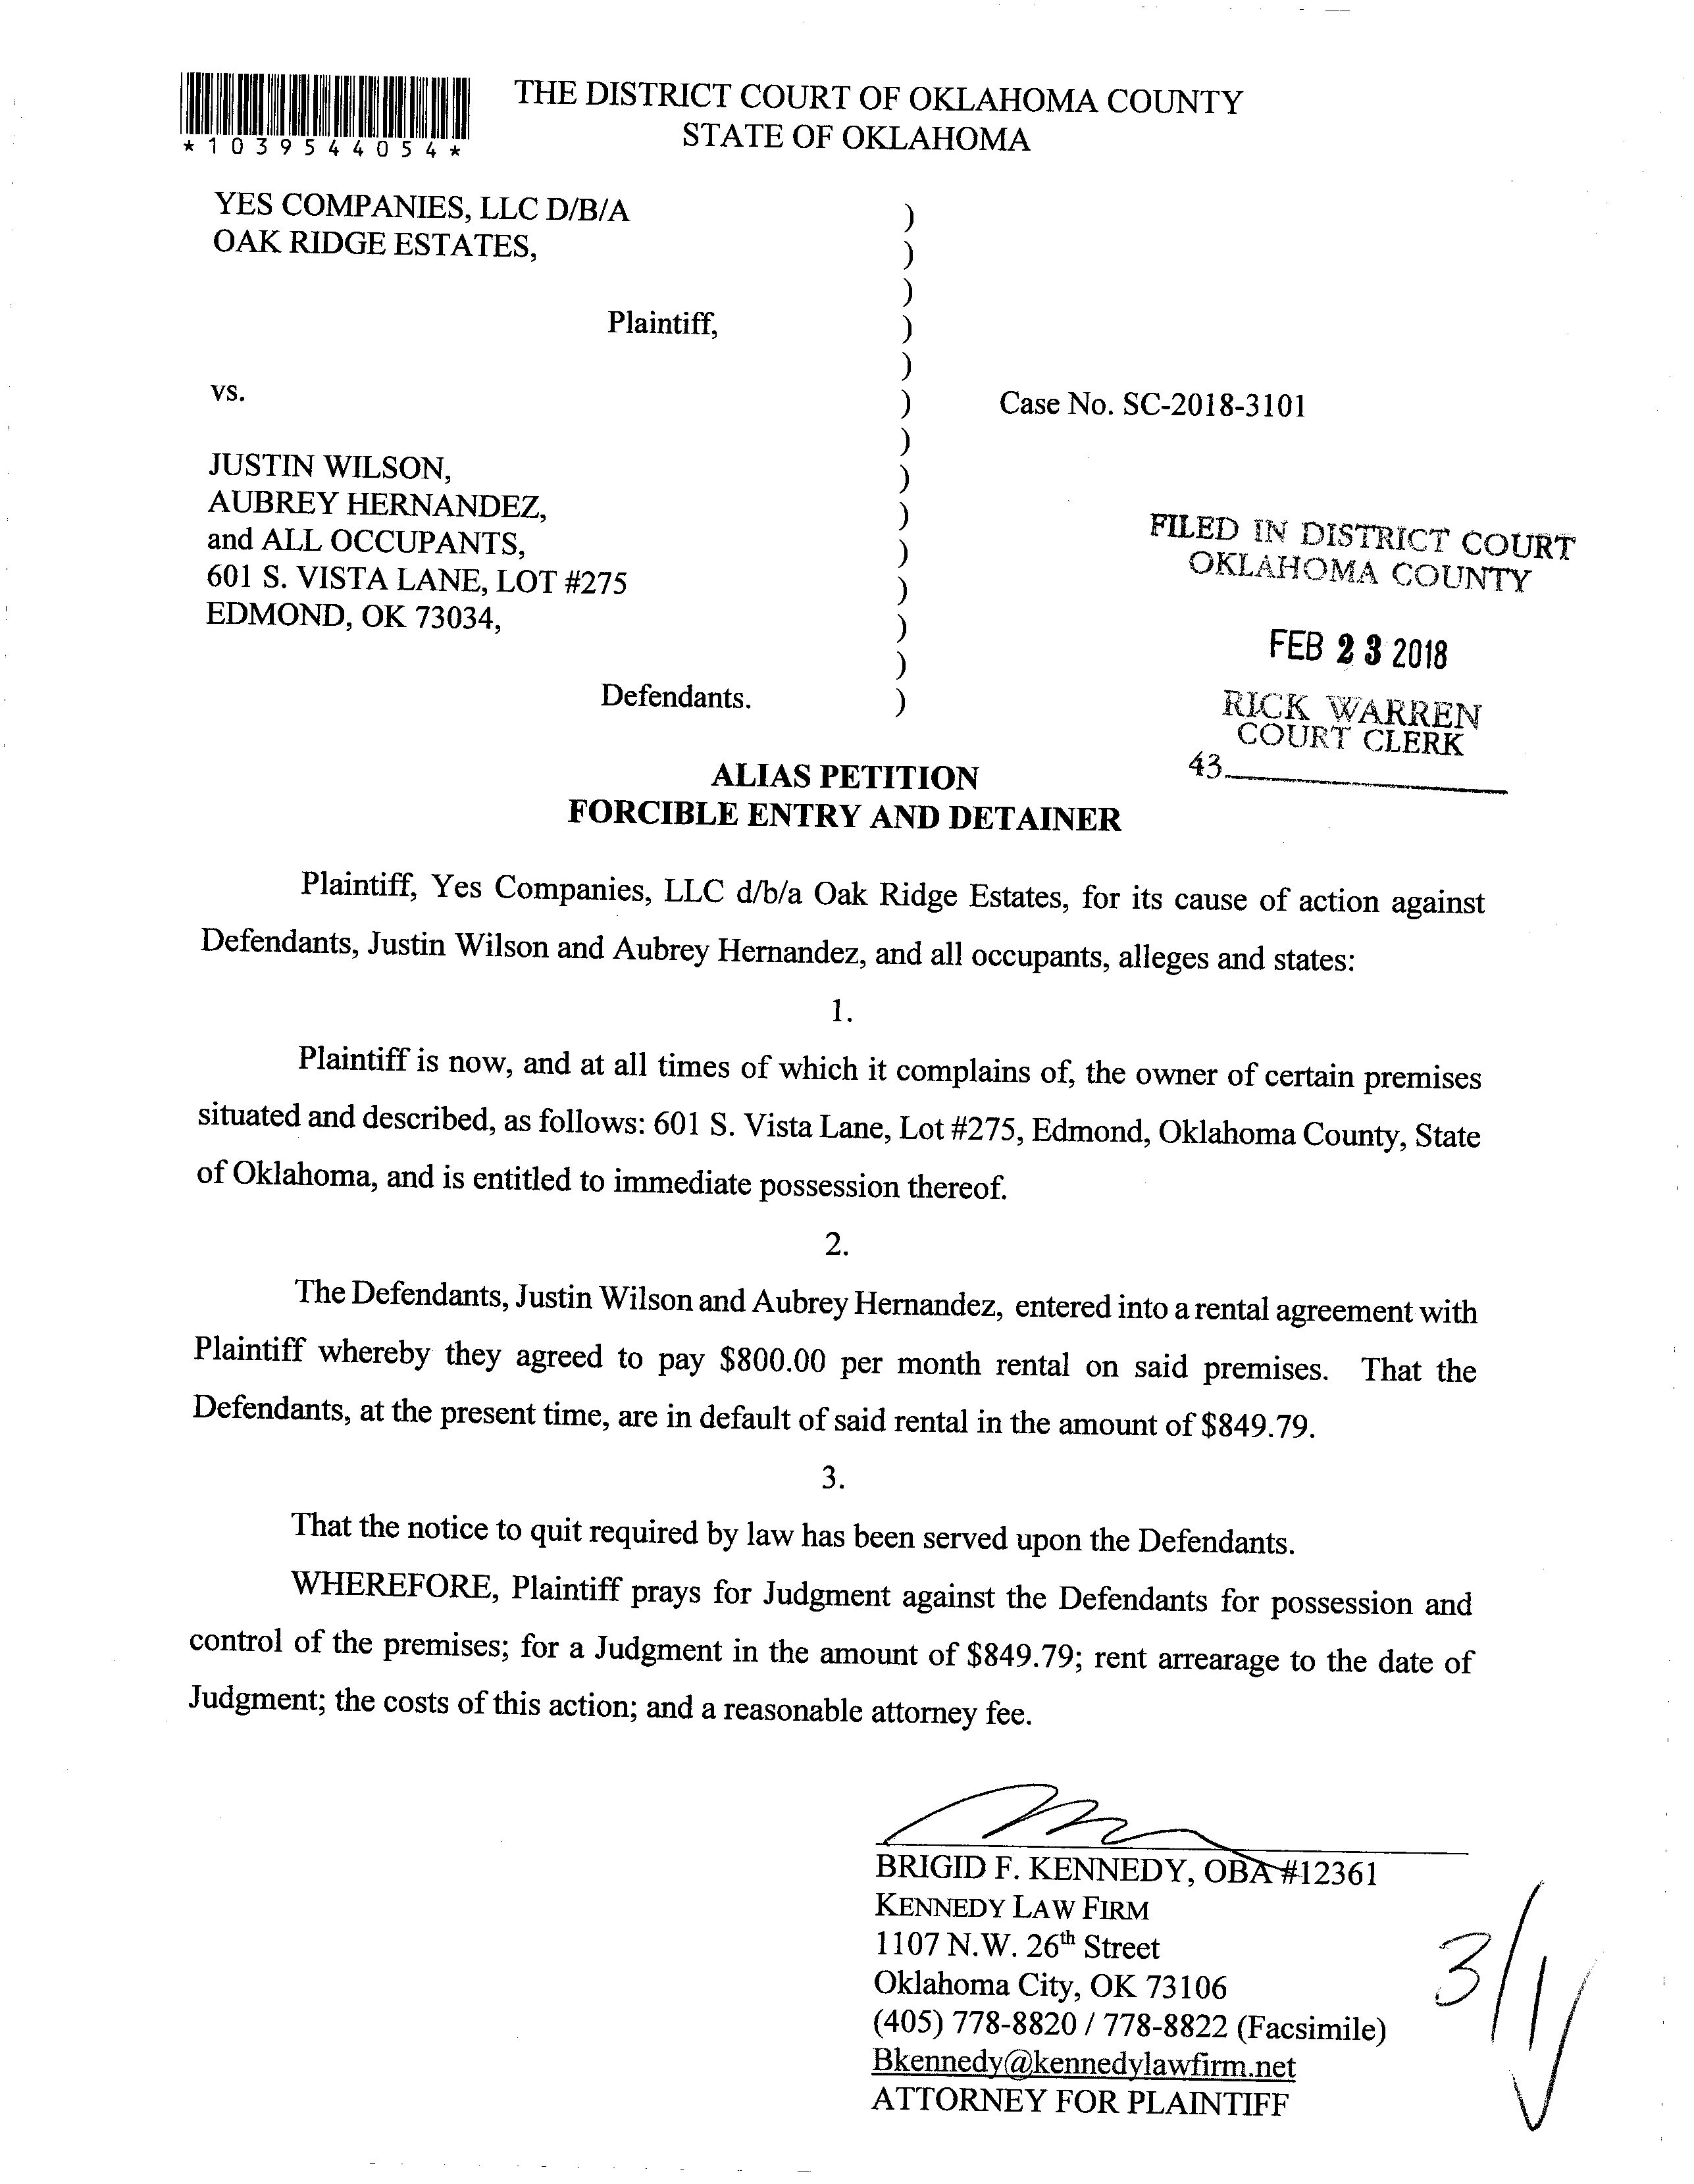 THE DISTRICT COURT OF OKLAHOMA COUNTY
STATE OF OKLAHOMA
*1039544054*
YES COMPANIES, LLC D/B/A )
OAK RIDGE ESTATES, )
)
Plaintiff, )
)
vs. ) Case No. SC-2018-3101
)
JUSTIN WILSON, )
AUBREY HERNANDEZ, )
and ALL OCCUPANTS, )
601 S. VISTA LANE, LOT #275 )
EDMOND, OK 73034, )
)
Defendants. )
FILED IN DISTRICT COURT
OKLAHOMA COUNTY
FEB 23 2018
RICK WARREN
COURT CLERK
43
ALIAS PETITION
FORCIBLE ENTRY AND DETAINER
Plaintiff, Yes Companies, LLC d/b/a Oak Ridge Estates, for its cause of action against
Defendants, Justin Wilson and Aubrey Hernandez, and all occupants, alleges and states:
1.
Plaintiff is now, and at all times of which it complains of, the owner of certain premises
situated and described, as follows: 601 S. Vista Lane, Lot #275, Edmond, Oklahoma County, State
of Oklahoma, and is entitled to immediate possession thereof.
2.
The Defendants, Justin Wilson and Aubrey Hernandez, entered into a rental agreement with
Plaintiff whereby they agreed to pay $800.00 per month rental on said premises. That the
Defendants, at the present time, are in default of said rental in the amount of $849.79.
3.
That the notice to quit required by law has been served upon the Defendants.
WHEREFORE, Plaintiff prays for Judgment against the Defendants for possession and
control of the premises; for a Judgment in the amount of $849.79; rent arrearage to the date of
Judgment; the costs of this action; and a reasonable attorney fee.
BRIGID F. KENNEDY, OBA #12361
KENNEDY LAW FIRM
1107 N.W. 26th Street
Oklahoma City, OK 73106
(405) 778-8820 / 778-8822 (Facsimile)
Bkennedy@kennedylawfirm.net
ATTORNEY FOR PLAINTIFF
3/1